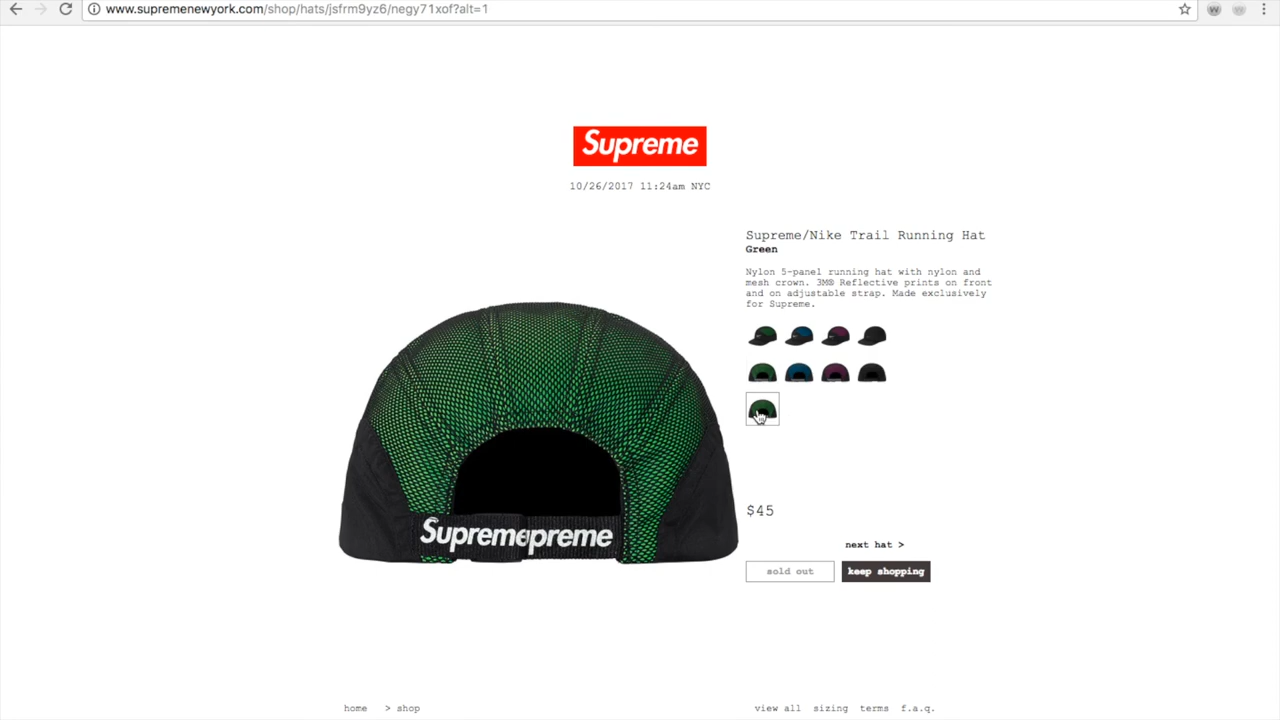 www.supremenewyork.com/shop/hats/jsfrm9yz6/negy71xof?alt=1
Supreme
10/26/2017 11:24am NYC
Supreme/Nike Trail Running Hat
Green
Nylon 5-panel running hat with nylon and
mesh crown. 3M® Reflective prints on front
and on adjustable strap. Made exclusively
for Supreme.
Supremeupreme
$45
next hat >
sold out
keep shopping
home > shop
view all sizing terms f.a.q.